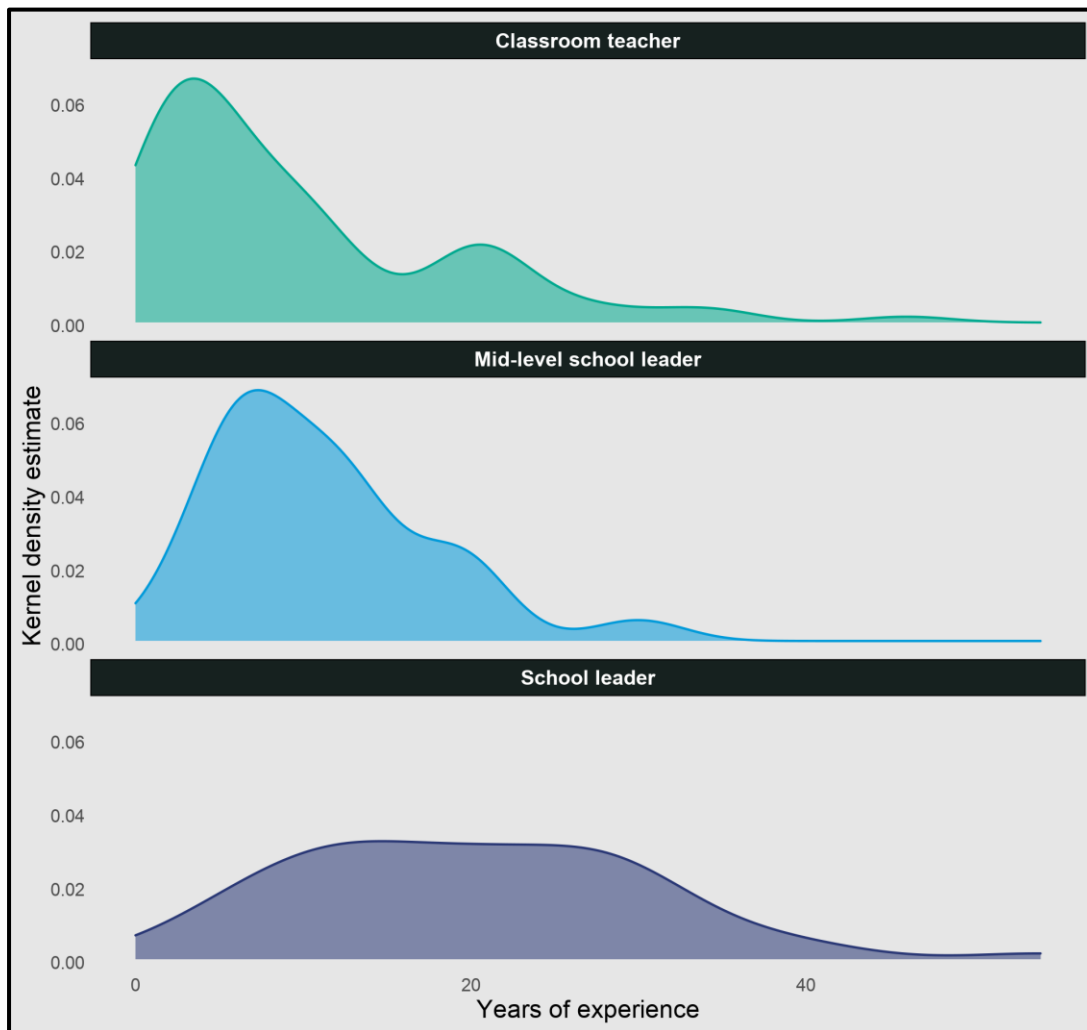 Classroom teacher
0.06
0.04
0.02
0.00
Mid-level school leader
0.06
0.04
0.02
0.00
Kernel density estimate
School leader
0.06
0.04
0.02
0.00
0 20 40
Years of experience